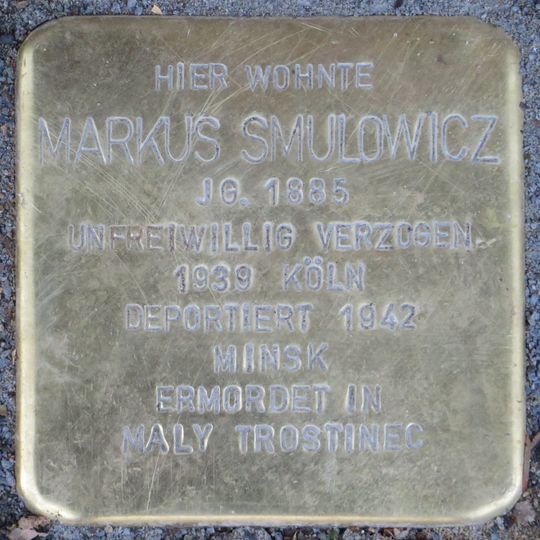 HIER WOHNTE
MARKUS SMULOWICZ
JG. 1885
UNFREIWILLIG VERZOGEN
1939 KÖLN
DEPORTIERT 1942
MINSK
ERMORDET IN
MALY TROSTINEC